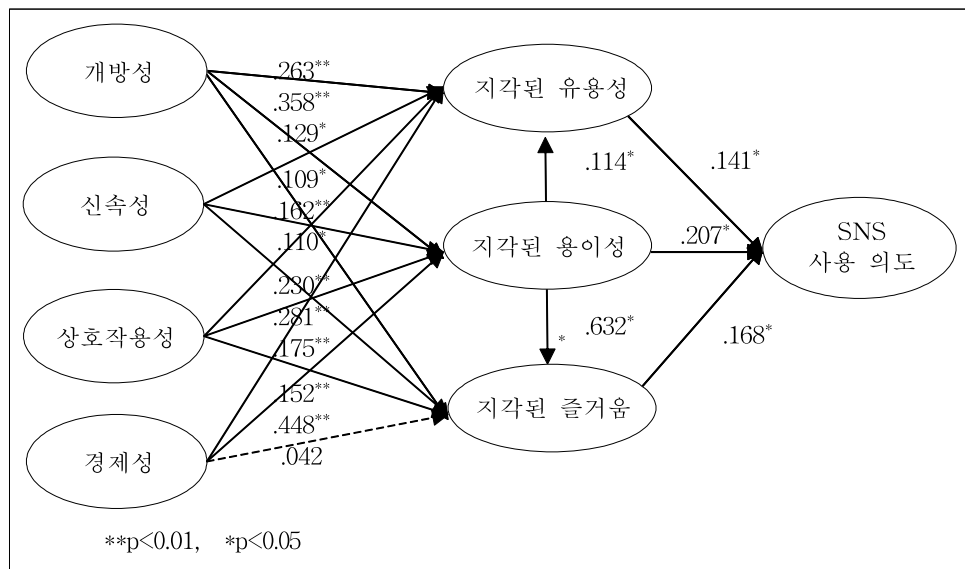 개방성
신속성
상호작용성
경제성
.263**
.358**
.129*
.109*
.162**
.110*
.230**
.281**
.175**
.152**
.448**
.042
지각된 유용성
.114*
지각된 용이성
.632*
*
지각된 즐거움
.141*
.207*
.168*
SNS
사용 의도
**p<0.01, *p<0.05